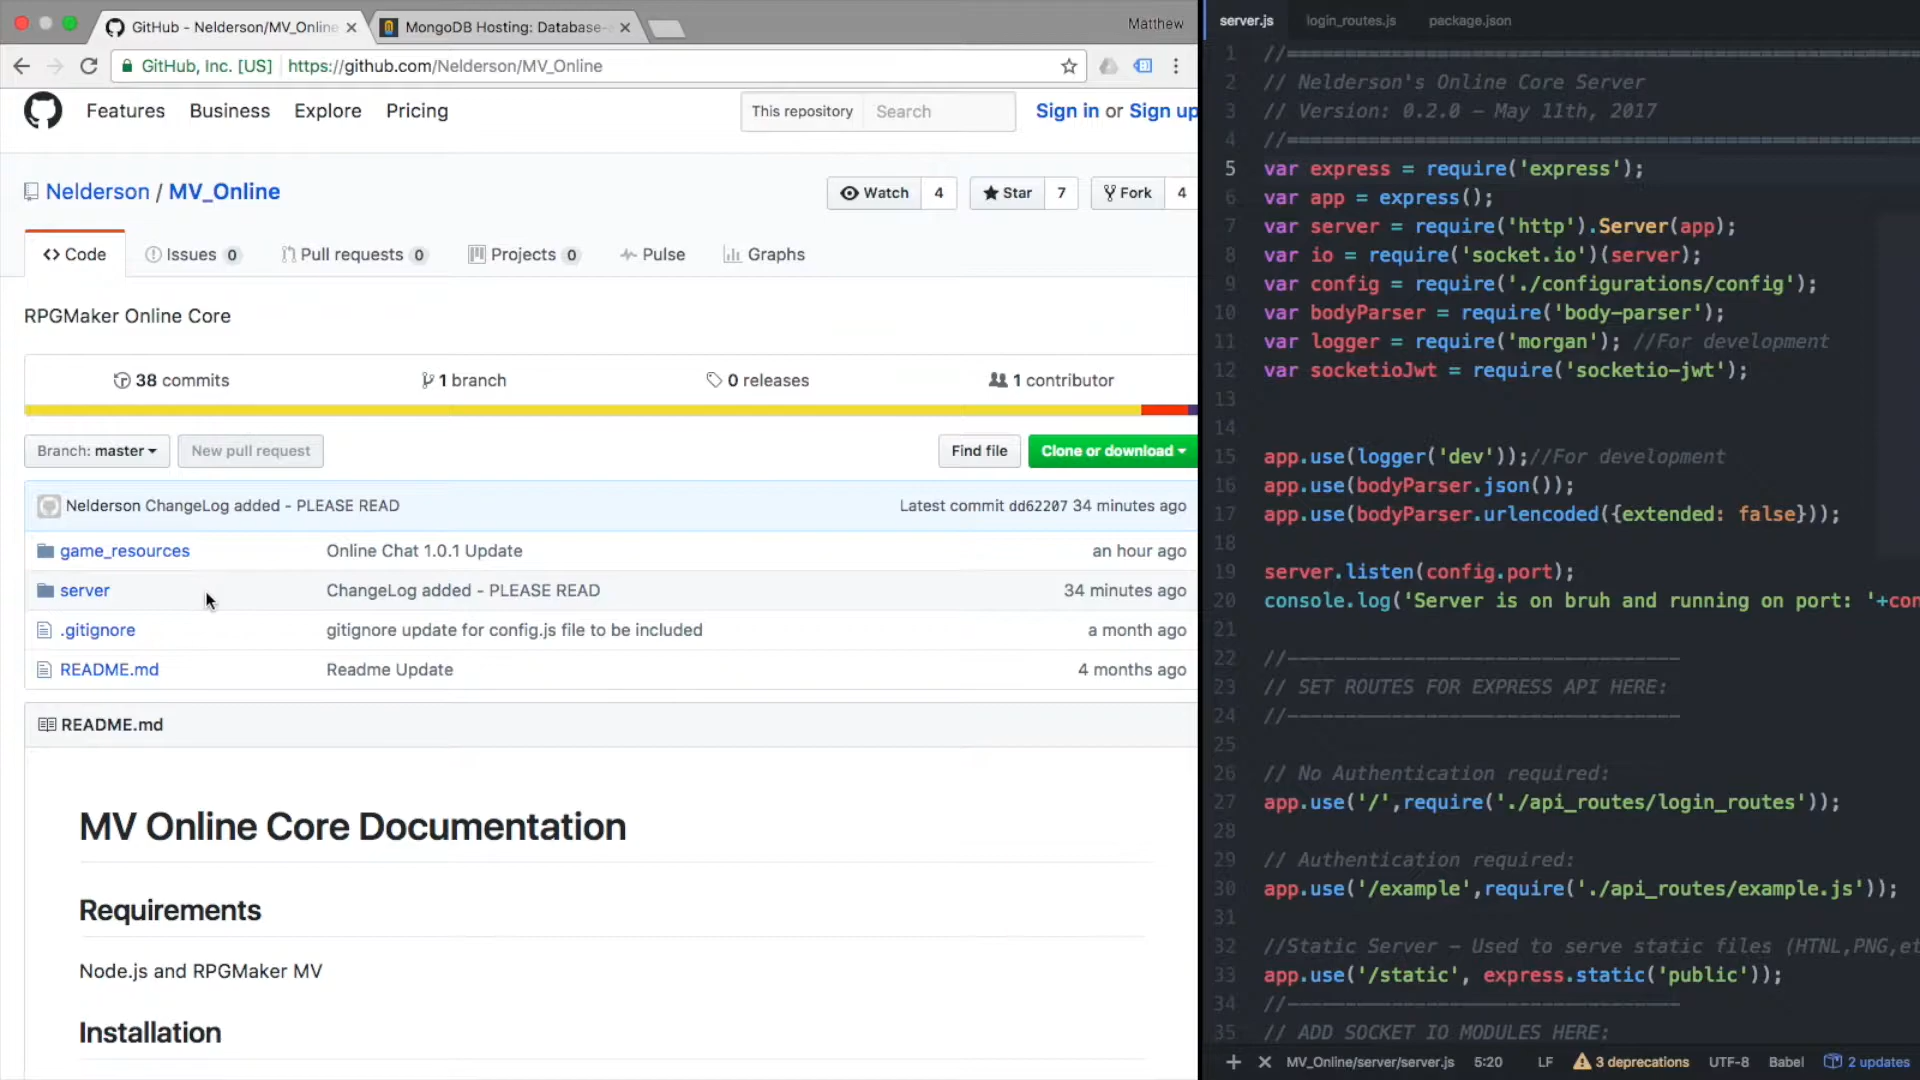 GitHub - Nelderson/MV_Online
MongoDB Hosting: Database-
Matthew
GitHub, Inc. [US] https://github.com/Nelderson/MV_Online
Features Business Explore Pricing
This repository Search
Sign in or Sign up
Nelderson / MV_Online
Watch 4 Star 7 Fork 4
Code Issues 0 Pull requests 0 Projects 0 Pulse Graphs
RPGMaker Online Core
38 commits 1 branch 0 releases 1 contributor
Branch: master New pull request Find file Clone or download
Nelderson ChangeLog added - PLEASE READ Latest commit dd62207 34 minutes ago
game_resources Online Chat 1.0.1 Update an hour ago
server ChangeLog added - PLEASE READ 34 minutes ago
.gitignore gitignore update for config.js file to be included a month ago
README.md Readme Update 4 months ago
README.md
MV Online Core Documentation
Requirements
Node.js and RPGMaker MV
Installation
server.js login_routes.js package.json
1 //=====================================================
2 // Nelderson's Online Core Server
3 // Version: 0.2.0 - May 11th, 2017
4 //=====================================================
5 var express = require('express');
6 var app = express();
7 var server = require('http').Server(app);
8 var io = require('socket.io')(server);
9 var config = require('./configurations/config');
10 var bodyParser = require('body-parser');
11 var logger = require('morgan'); //For development
12 var socketioJwt = require('socketio-jwt');
13
14
15 app.use(logger('dev'));//For development
16 app.use(bodyParser.json());
17 app.use(bodyParser.urlencoded({extended: false}));
18
19 server.listen(config.port);
20 console.log('Server is on bruh and running on port: '+con
21
22 //----------------------------------
23 // SET ROUTES FOR EXPRESS API HERE:
24 //----------------------------------
25
26 // No Authentication required:
27 app.use('/',require('./api_routes/login_routes'));
28
29 // Authentication required:
30 app.use('/example',require('./api_routes/example.js'));
31
32 //Static Server - Used to serve static files (HTNL,PNG,et
33 app.use('/static', express.static('public'));
34 //----------------------------------
35 // ADD SOCKET IO MODULES HERE:
MV_Online/server/server.js 5:20 LF 3 deprecations UTF-8 Babel 2 updates